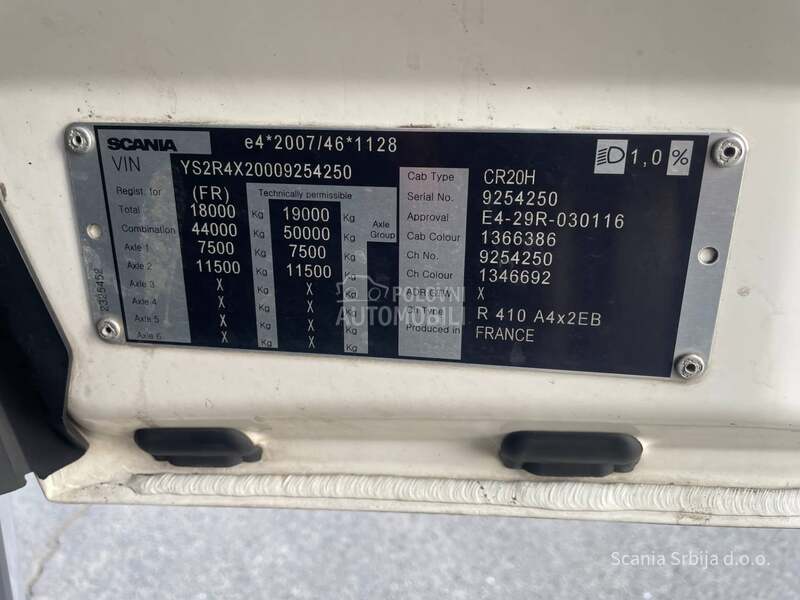 SCANIA e4*2007/46*1128
VIN YS2R4X20009254250
1,0 %
Regist. for (FR) Technically permissible
Total 18000 Kg 19000 Kg Axle Group
Combination 44000 Kg 50000 Kg
Axle 1 7500 Kg 7500 Kg
Axle 2 11500 Kg 11500 Kg
Axle 3 X Kg X Kg
Axle 4 X Kg X Kg
Axle 5 X Kg X Kg
Axle 6 X Kg X Kg
Cab Type CR20H
Serial No. 9254250
Approval E4-29R-030116
Cab Colour 1366386
Ch No. 9254250
Ch Colour 1346692
ADR GTW X
Ch Type R 410 A4x2EB
Produced in FRANCE
2325452
POLOVNI
AUTOMOBILI
Scania Srbija d.o.o.